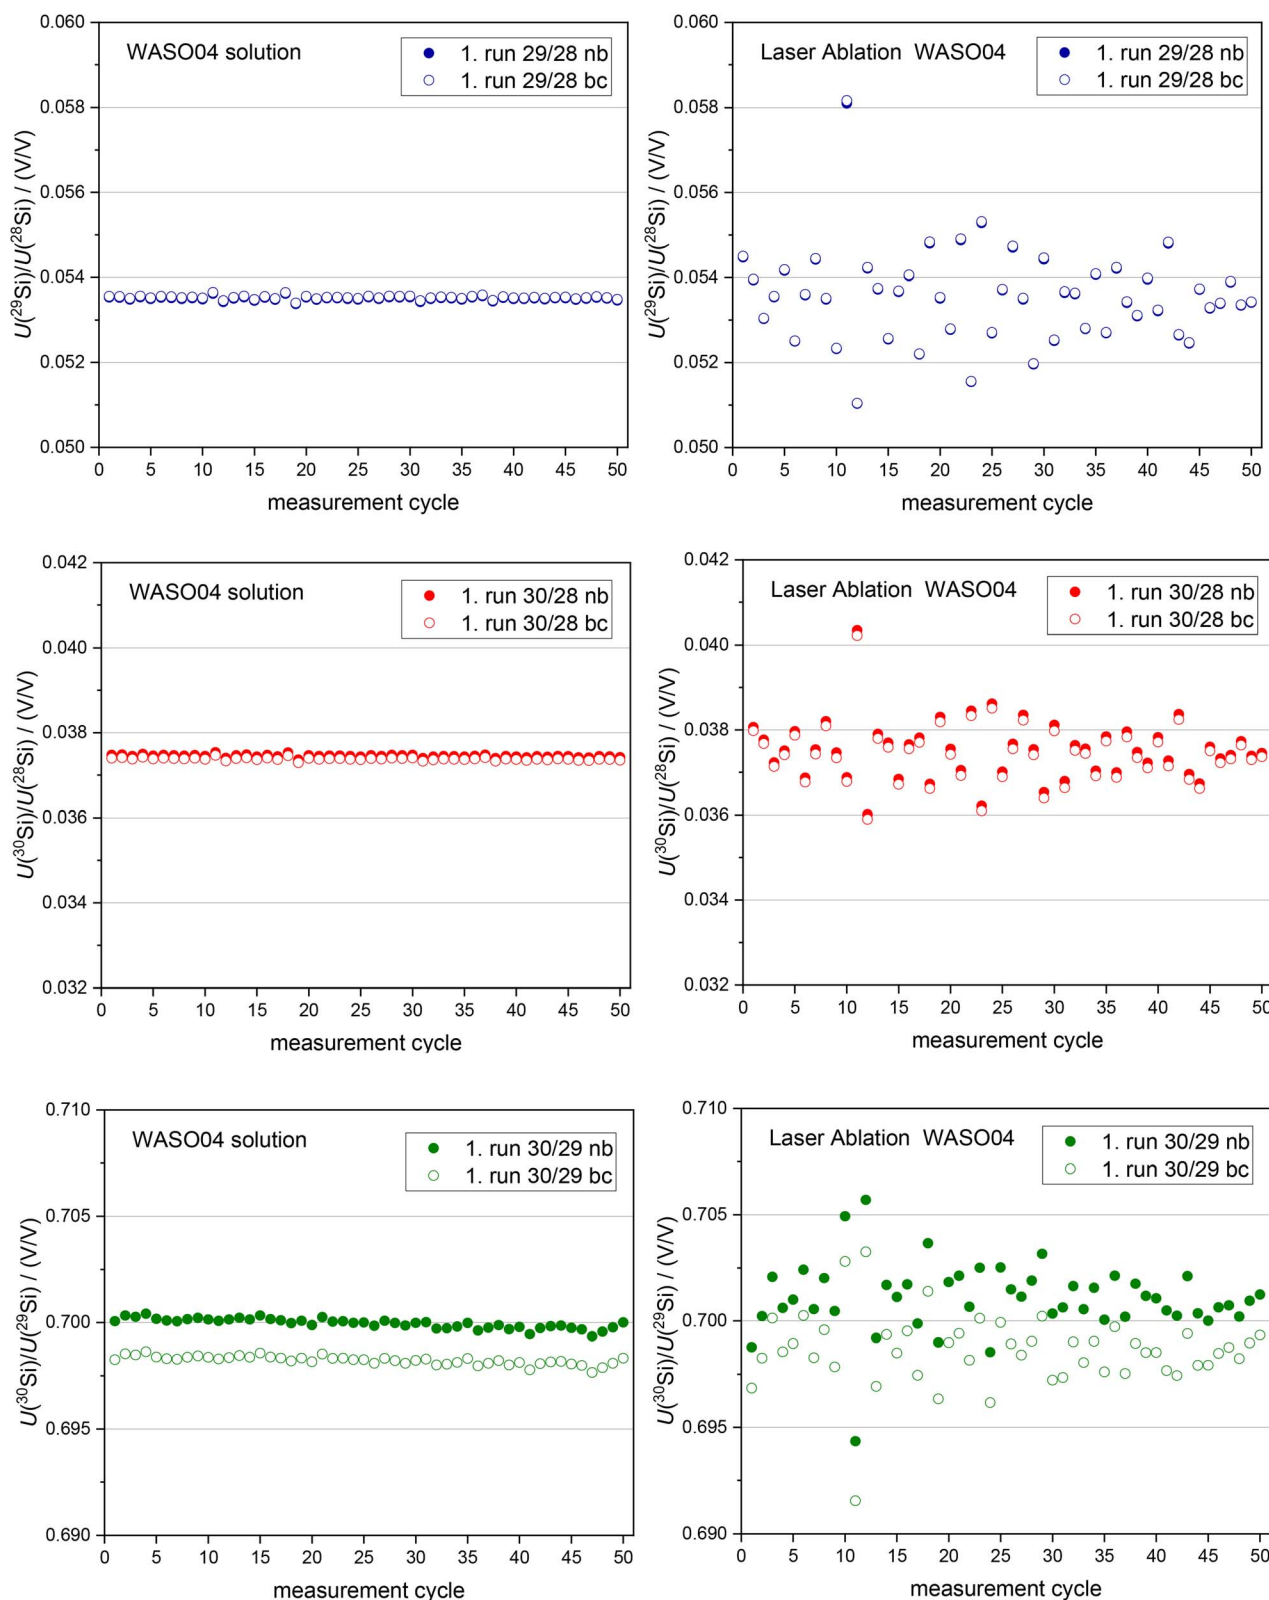 WASO04 solution
1. run 29/28 nb
1. run 29/28 bc
U(²⁹Si)/U(²⁸Si) / (V/V)
0.060
0.058
0.056
0.054
0.052
0.050
0 5 10 15 20 25 30 35 40 45 50
measurement cycle
Laser Ablation WASO04
1. run 29/28 nb
1. run 29/28 bc
U(²⁹Si)/U(²⁸Si) / (V/V)
0.060
0.058
0.056
0.054
0.052
0.050
0 5 10 15 20 25 30 35 40 45 50
measurement cycle
WASO04 solution
1. run 30/28 nb
1. run 30/28 bc
U(³⁰Si)/U(²⁸Si) / (V/V)
0.042
0.040
0.038
0.036
0.034
0.032
0 5 10 15 20 25 30 35 40 45 50
measurement cycle
Laser Ablation WASO04
1. run 30/28 nb
1. run 30/28 bc
U(³⁰Si)/U(²⁸Si) / (V/V)
0.042
0.040
0.038
0.036
0.034
0.032
0 5 10 15 20 25 30 35 40 45 50
measurement cycle
WASO04 solution
1. run 30/29 nb
1. run 30/29 bc
U(³⁰Si)/U(²⁹Si) / (V/V)
0.710
0.705
0.700
0.695
0.690
0 5 10 15 20 25 30 35 40 45 50
measurement cycle
Laser Ablation WASO04
1. run 30/29 nb
1. run 30/29 bc
U(³⁰Si)/U(²⁹Si) / (V/V)
0.710
0.705
0.700
0.695
0.690
0 5 10 15 20 25 30 35 40 45 50
measurement cycle